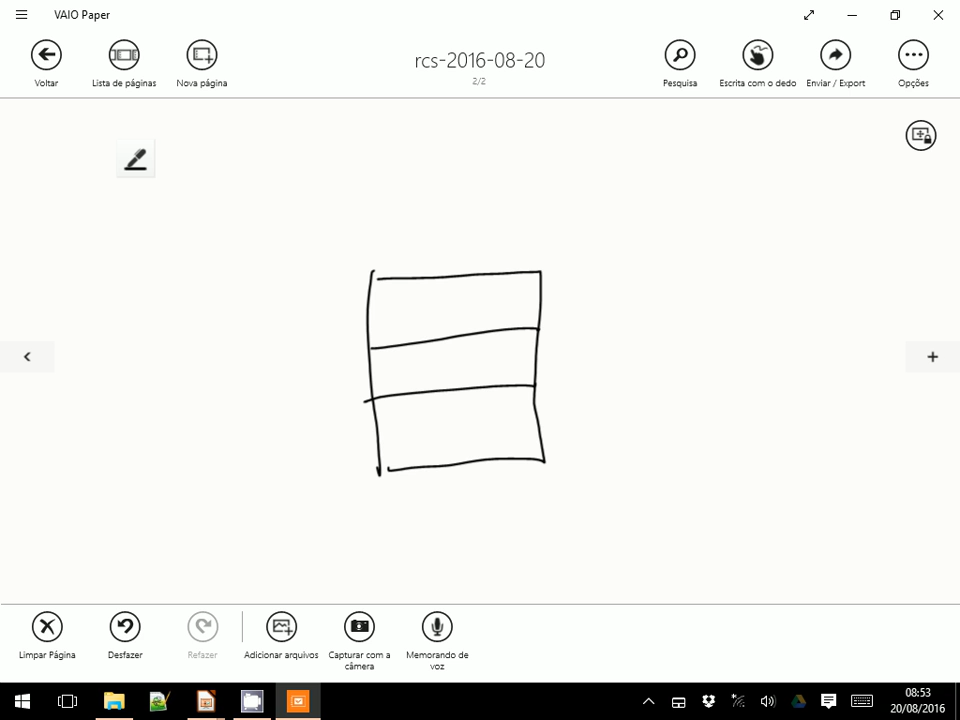 VAIO Paper
Voltar
Lista de páginas
Nova página
rcs-2016-08-20
2/2
Pesquisa
Escrita com o dedo
Enviar / Export
Opções
Limpar Página
Desfazer
Refazer
Adicionar arquivos
Capturar com a
câmera
Memorando de
voz
08:53
20/08/2016